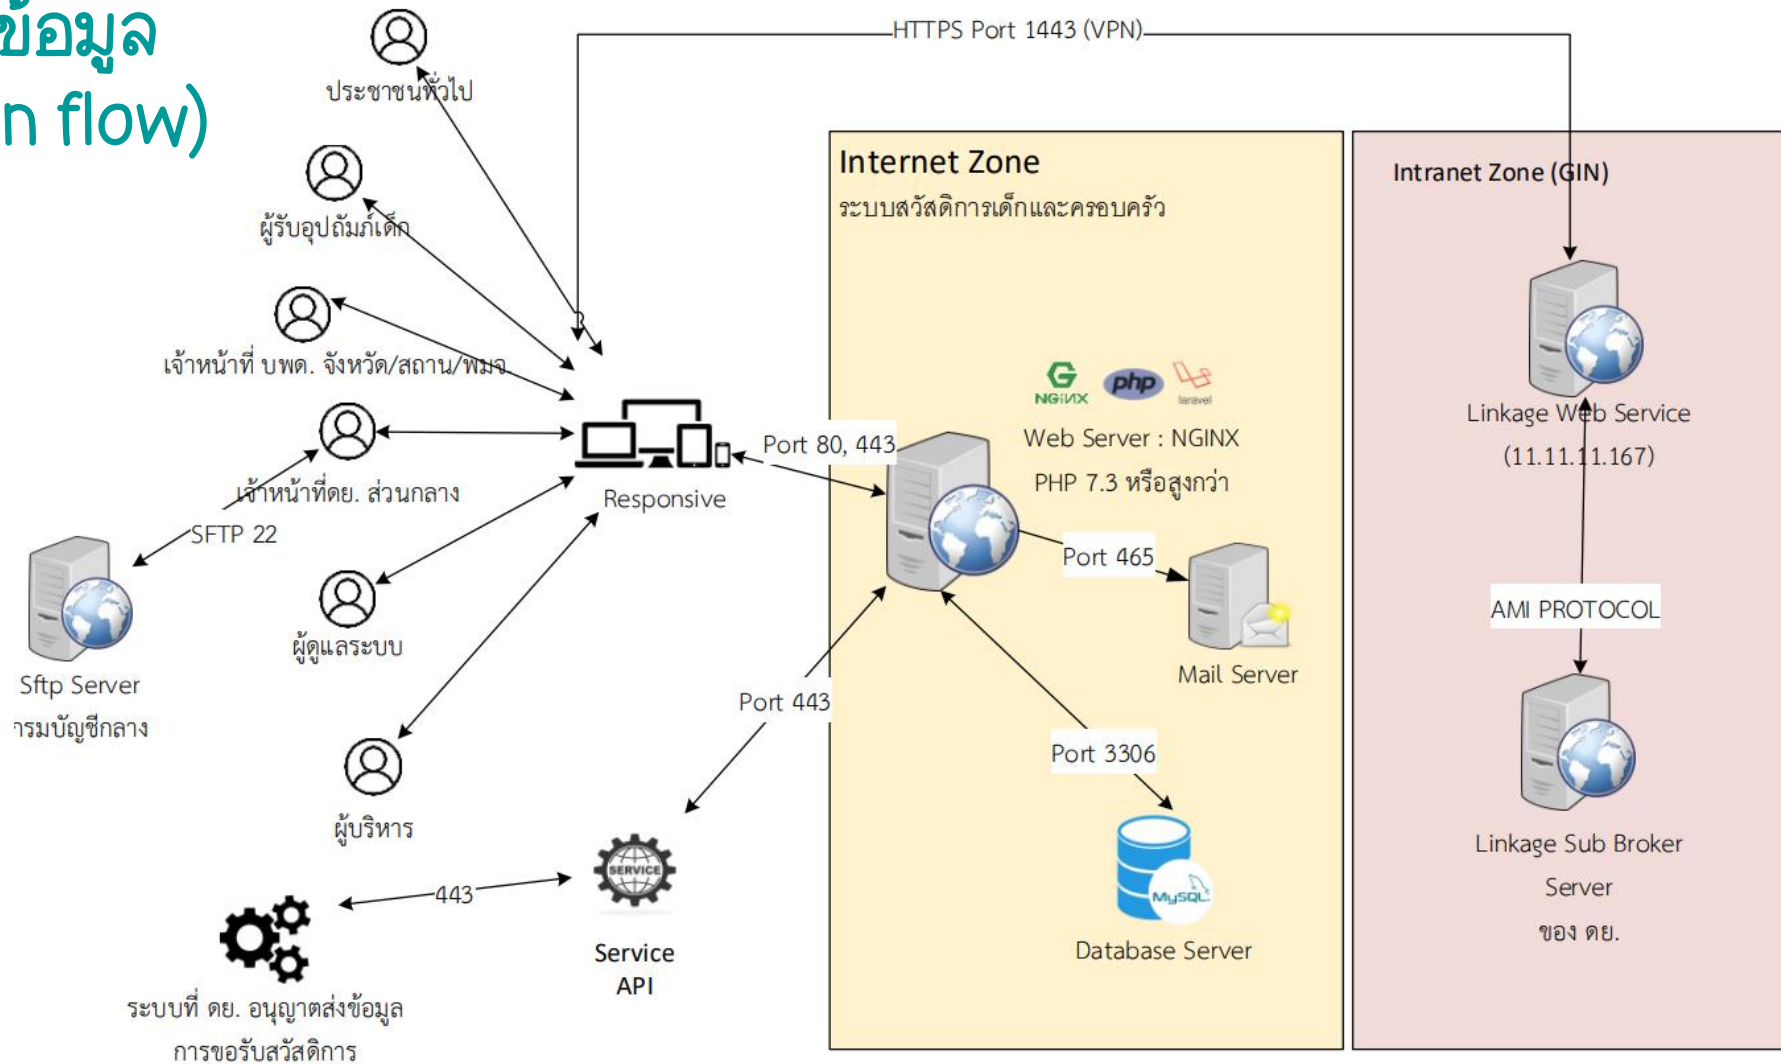 ข้อมูล
n flow)
HTTPS Port 1443 (VPN)
ประชาชนทั่วไป
ผู้รับอุปถัมภ์เด็ก
เจ้าหน้าที่ บพด. จังหวัด/สถาน/พมจ.
เจ้าหน้าที่ดย. ส่วนกลาง
SFTP 22
Sftp Server
กรมบัญชีกลาง
ผู้ดูแลระบบ
ผู้บริหาร
443
ระบบที่ ดย. อนุญาตส่งข้อมูล
การขอรับสวัสดิการ
Responsive
Port 80, 443
Port 443
SERVICE
Service
API
Internet Zone
ระบบสวัสดิการเด็กและครอบครัว
NGiNX
php
laravel
Web Server : NGINX
PHP 7.3 หรือสูงกว่า
Port 465
Mail Server
Port 3306
MySQL
Database Server
Intranet Zone (GIN)
Linkage Web Service
(11.11.11.167)
AMI PROTOCOL
Linkage Sub Broker
Server
ของ ดย.